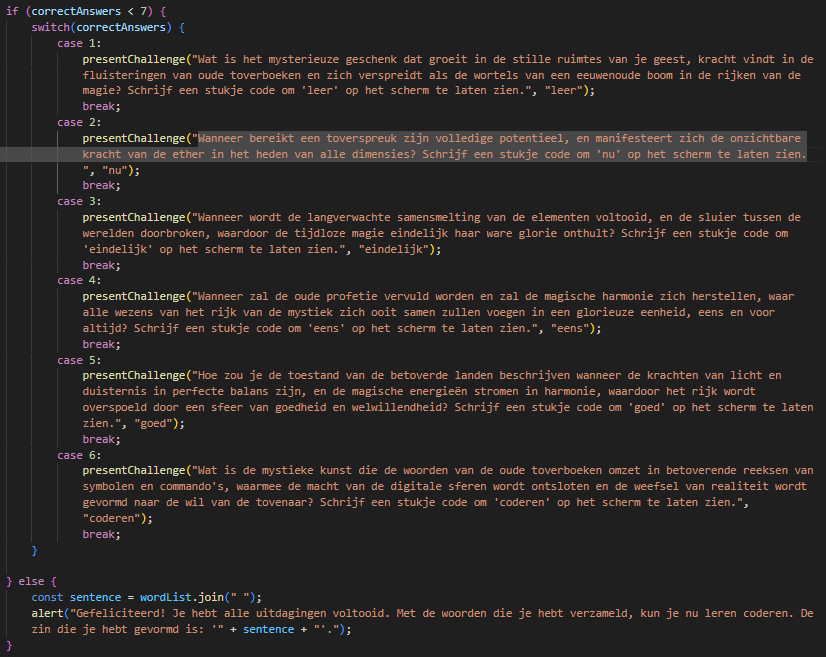 if (correctAnswers < 7) {
switch(correctAnswers) {
case 1:
presentChallenge("Wat is het mysterieuze geschenk dat groeit in de stille ruimtes van je geest, kracht vindt in de
fluisteringen van oude toverboeken en zich verspreidt als de wortels van een eeuwenoude boom in de rijken van de
magie? Schrijf een stukje code om 'leer' op het scherm te laten zien.", "leer");
break;
case 2:
presentChallenge("Wanneer bereikt een toverspreuk zijn volledige potentieel, en manifesteert zich de onzichtbare
kracht van de ether in het heden van alle dimensies? Schrijf een stukje code om 'nu' op het scherm te laten zien.
", "nu");
break;
case 3:
presentChallenge("Wanneer wordt de langverwachte samensmelting van de elementen voltooid, en de sluier tussen de
werelden doorbroken, waardoor de tijdloze magie eindelijk haar ware glorie onthult? Schrijf een stukje code om
'eindelijk' op het scherm te laten zien.", "eindelijk");
break;
case 4:
presentChallenge("Wanneer zal de oude profetie vervuld worden en zal de magische harmonie zich herstellen, waar
alle wezens van het rijk van de mystiek zich ooit samen zullen voegen in een glorieuze eenheid, eens en voor
altijd? Schrijf een stukje code om 'eens' op het scherm te laten zien.", "eens");
break;
case 5:
presentChallenge("Hoe zou je de toestand van de betoverde landen beschrijven wanneer de krachten van licht en
duisternis in perfecte balans zijn, en de magische energieën stromen in harmonie, waardoor het rijk wordt
overspoeld door een sfeer van goedheid en welwillendheid? Schrijf een stukje code om 'goed' op het scherm te laten
zien.", "goed");
break;
case 6:
presentChallenge("Wat is de mystieke kunst die de woorden van de oude toverboeken omzet in betoverende reeksen van
symbolen en commando's, waarmee de macht van de digitale sferen wordt ontsloten en de weefsel van realiteit wordt
gevormd naar de wil van de tovenaar? Schrijf een stukje code om 'coderen' op het scherm te laten zien.",
"coderen");
break;
}
} else {
const sentence = wordList.join(" ");
alert("Gefeliciteerd! Je hebt alle uitdagingen voltooid. Met de woorden die je hebt verzameld, kun je nu leren coderen. De
zin die je hebt gevormd is: '" + sentence + "'.");
}